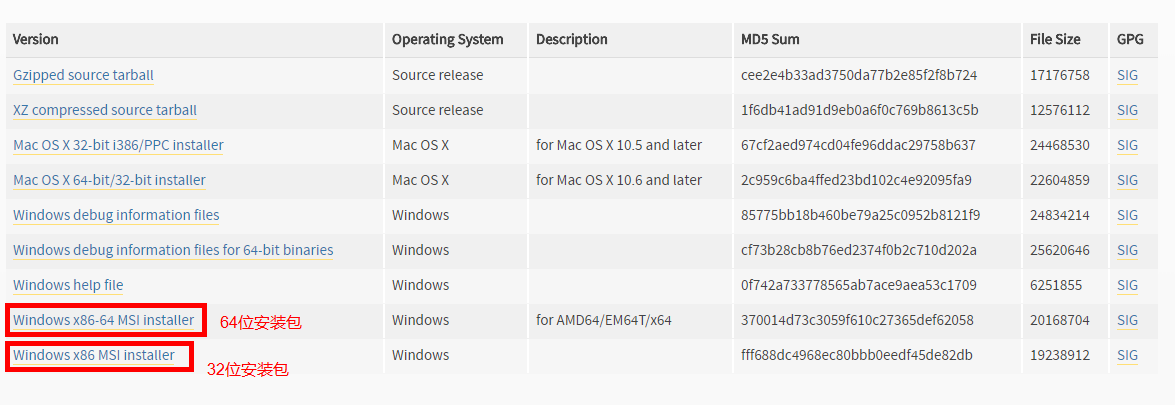 Version Operating System Description MD5 Sum File Size GPG
Gzipped source tarball Source release cee2e4b33ad3750da77b2e85f2f8b724 17176758 SIG
XZ compressed source tarball Source release 1f6db41ad91d9eb0a6f0c769b8613c5b 12576112 SIG
Mac OS X 32-bit i386/PPC installer Mac OS X for Mac OS X 10.5 and later 67cf2aed974cd04fe96ddac29758b637 24468530 SIG
Mac OS X 64-bit/32-bit installer Mac OS X for Mac OS X 10.6 and later 2c959c6ba4ffed23bd102c4e92095fa9 22604859 SIG
Windows debug information files Windows 85775bb18b460be79a25c0952b8121f9 24834214 SIG
Windows debug information files for 64-bit binaries Windows cf73b28cb8b76ed2374f0b2c710d202a 25620646 SIG
Windows help file Windows 0f742a733778565ab7ace9aea53c1709 6251855 SIG
Windows x86-64 MSI installer 64位安装包 Windows for AMD64/EM64T/x64 370014d73c3059f610c27365def62058 20168704 SIG
Windows x86 MSI installer 32位安装包 Windows fff688dc4968ec80bbb0eedf45de82db 19238912 SIG